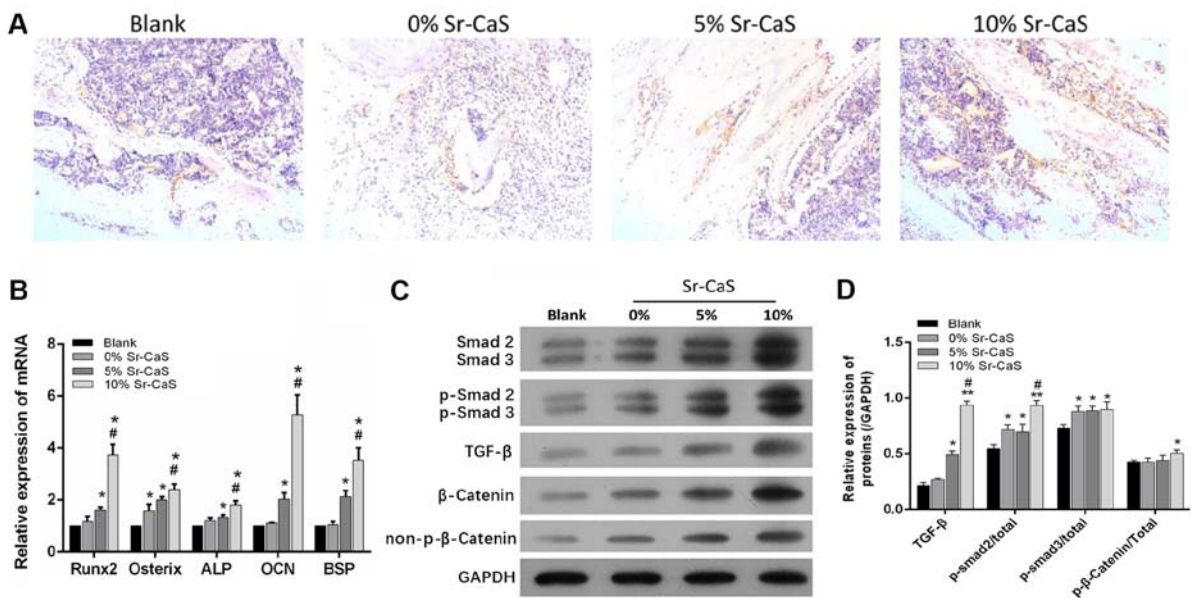 A
Blank
0% Sr-CaS
5% Sr-CaS
10% Sr-CaS
B
Relative expression of mRNA
8
6
4
2
0
Blank
0% Sr-CaS
5% Sr-CaS
10% Sr-CaS
*
#
*
*
*
*
#
*
*
#
*
*
#
*
*
#
Runx2
Osterix
ALP
OCN
BSP
C
Sr-CaS
Blank
0%
5%
10%
Smad 2
Smad 3
p-Smad 2
p-Smad 3
TGF-β
β-Catenin
non-p-β-Catenin
GAPDH
D
Relative expression of
proteins (/GAPDH)
1.5
1.0
0.5
0.0
Blank
0% Sr-CaS
5% Sr-CaS
10% Sr-CaS
*
#
**
*
*
#
**
*
*
*
*
TGF-β
p-smad2/total
p-smad3/total
p-β-Catenin/Total